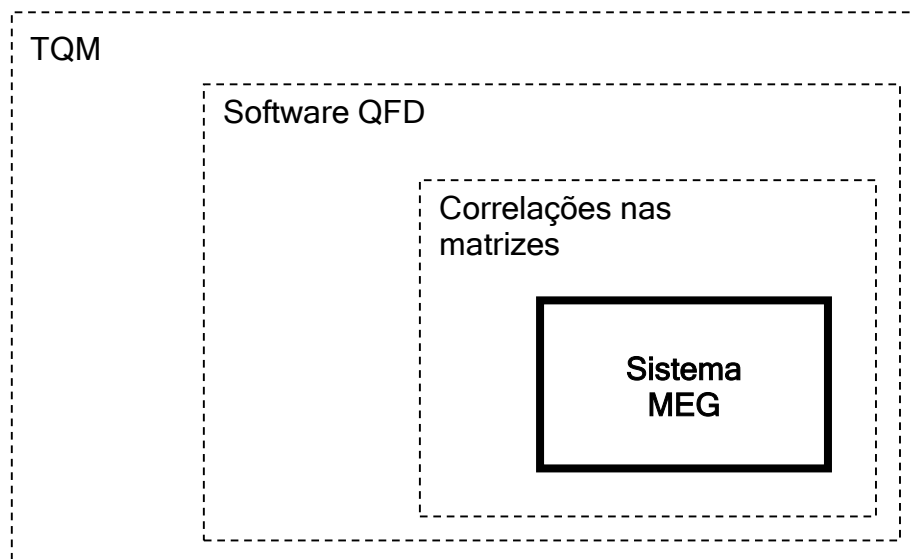 TQM
Software QFD
Correlações nas
matrizes
Sistema
MEG